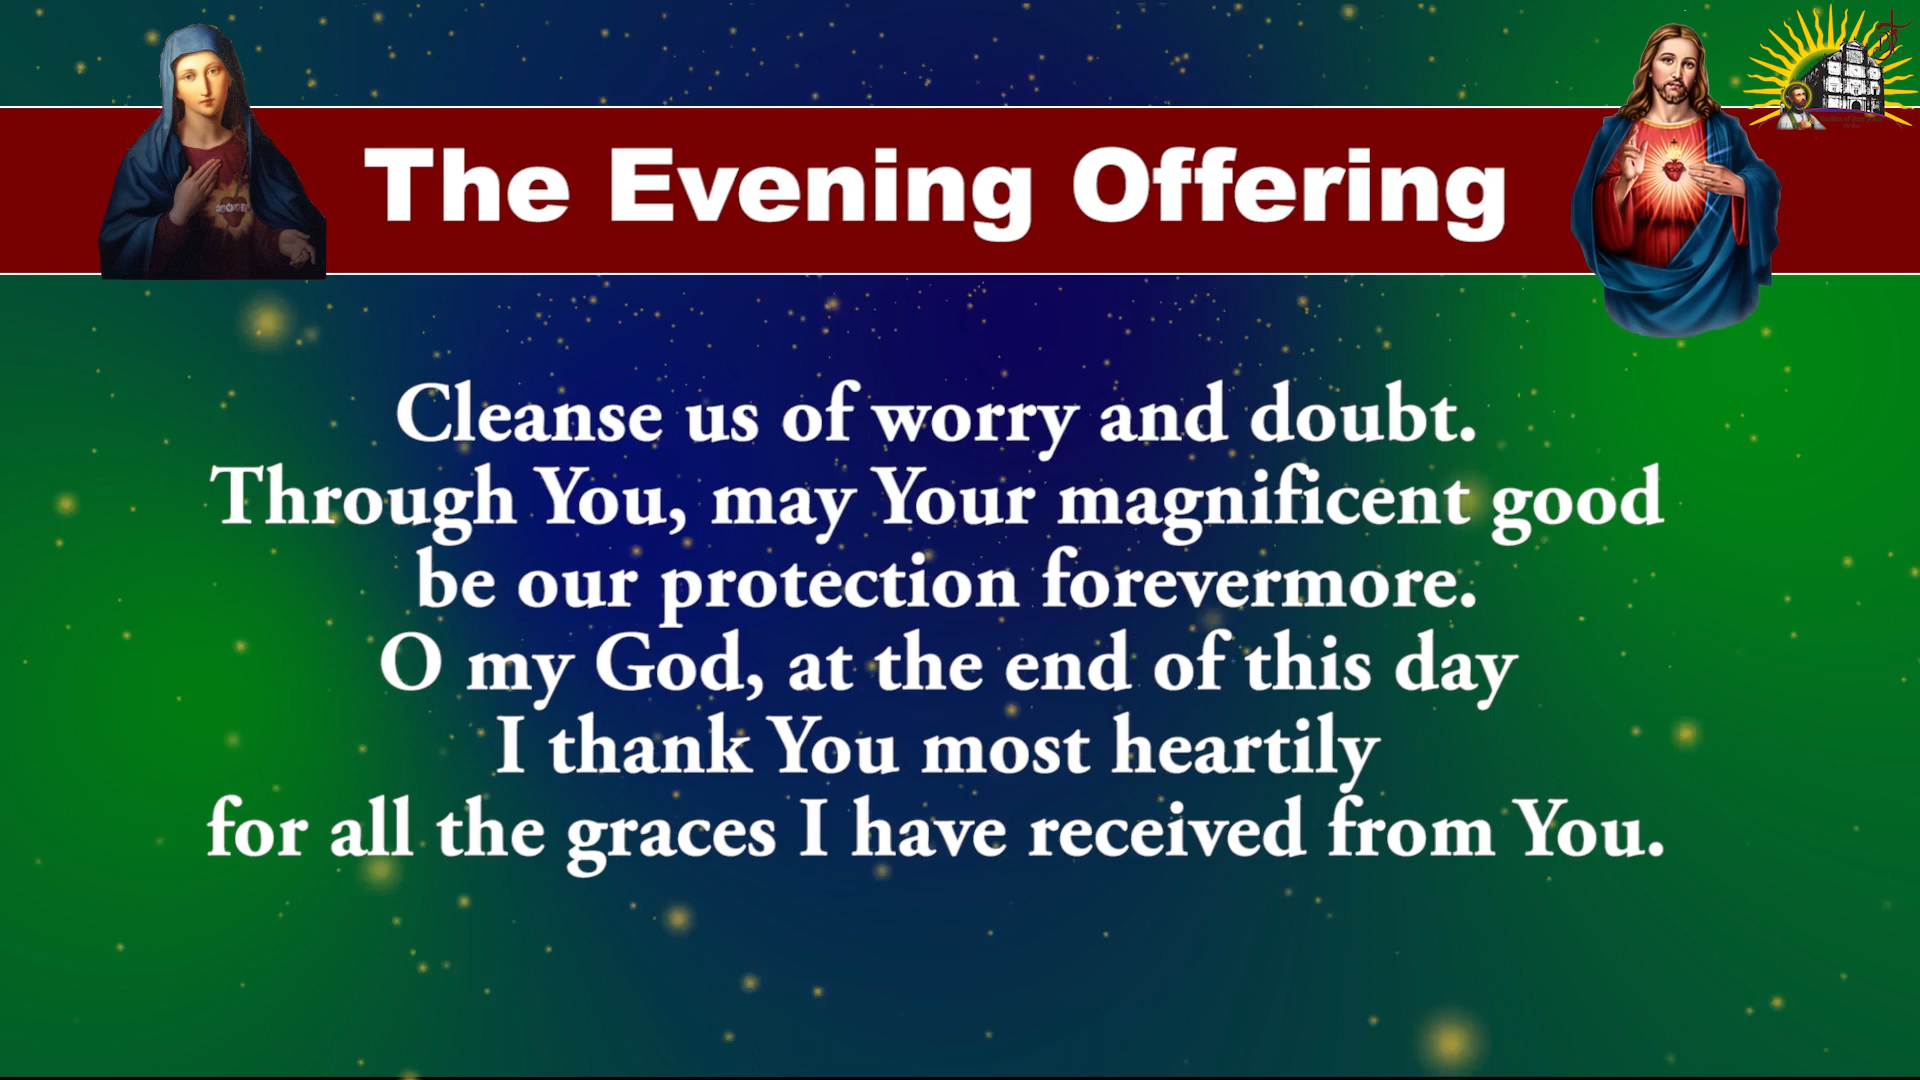 The Evening Offering
Cleanse us of worry and doubt.
Through You, may Your magnificent good
be our protection forevermore.
O my God, at the end of this day
I thank You most heartily
for all the graces I have received from You.